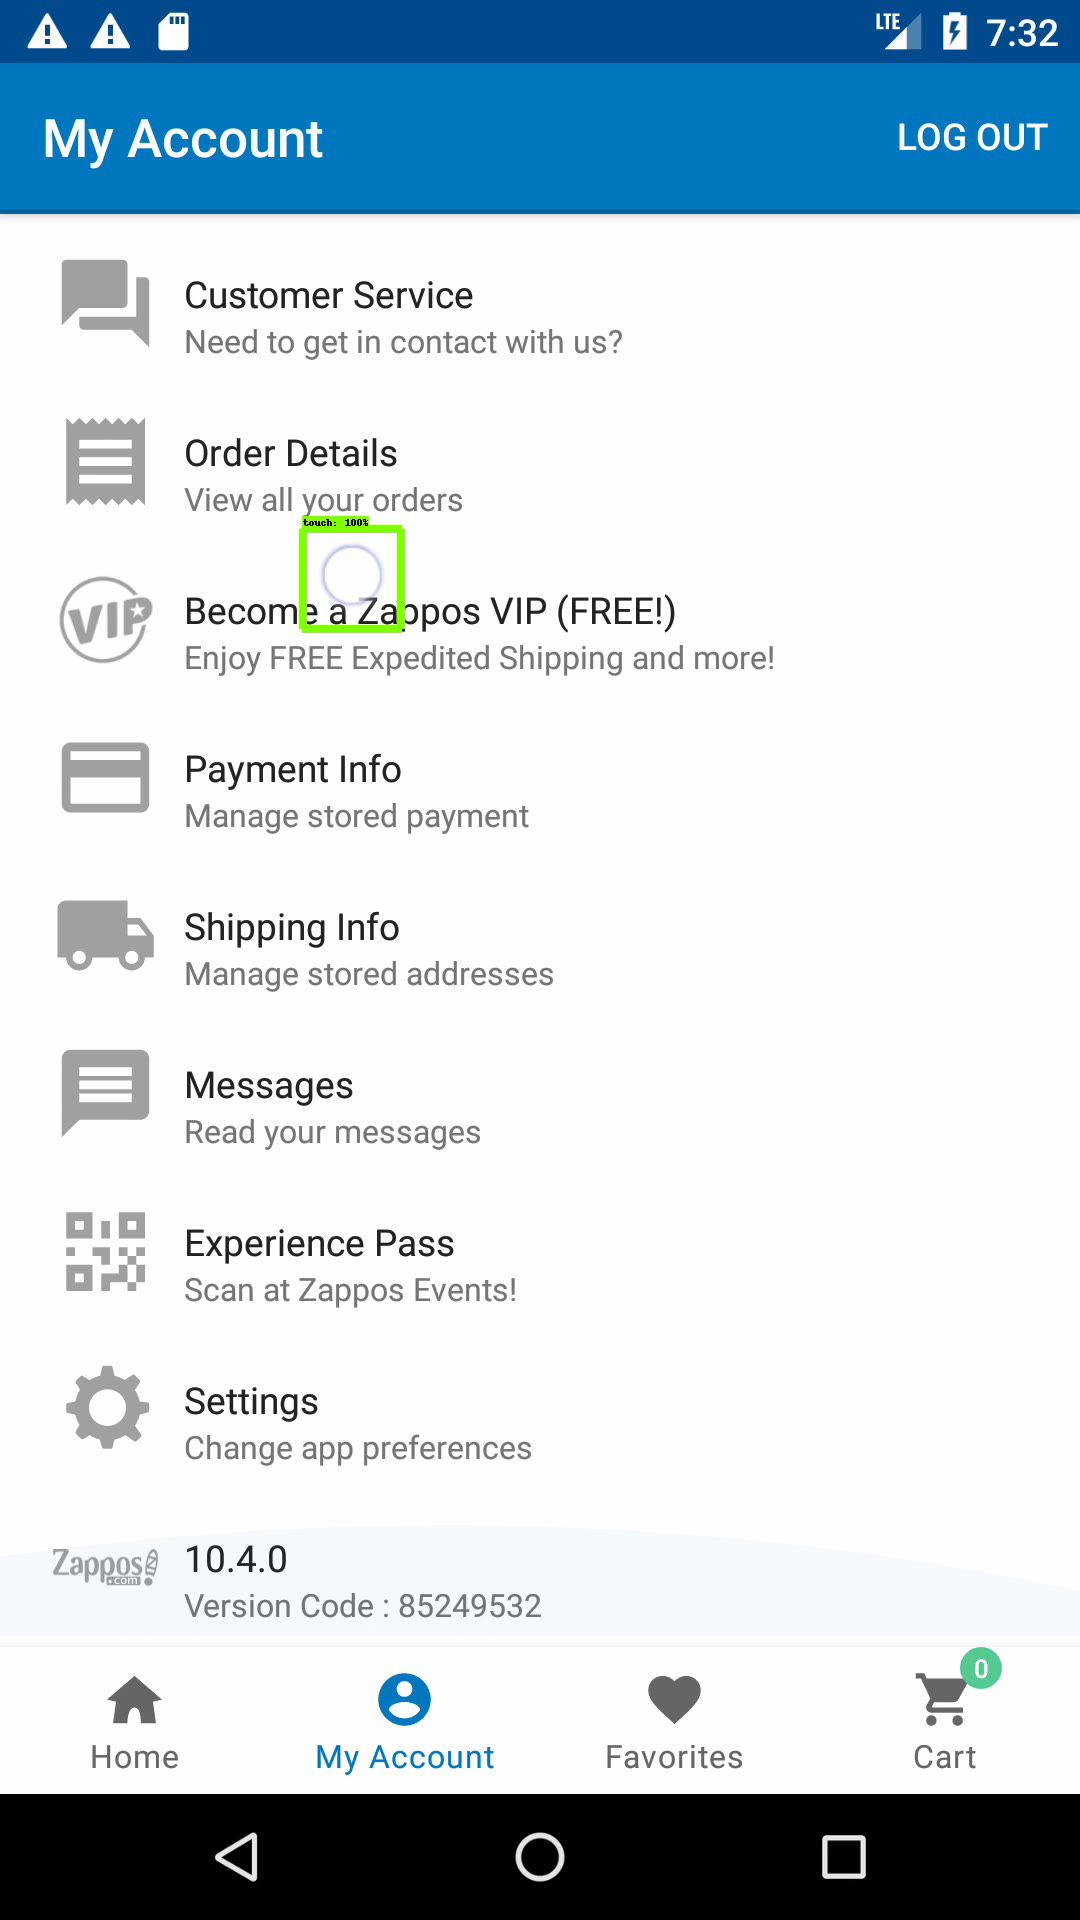 LTE 7:32
My Account LOG OUT
Customer Service
Need to get in contact with us?
Order Details
View all your orders
touch: 100%
VIP
Become a Zappos VIP (FREE!)
Enjoy FREE Expedited Shipping and more!
Payment Info
Manage stored payment
Shipping Info
Manage stored addresses
Messages
Read your messages
Experience Pass
Scan at Zappos Events!
Settings
Change app preferences
Zappos
.com
10.4.0
Version Code : 85249532
0
Home My Account Favorites Cart